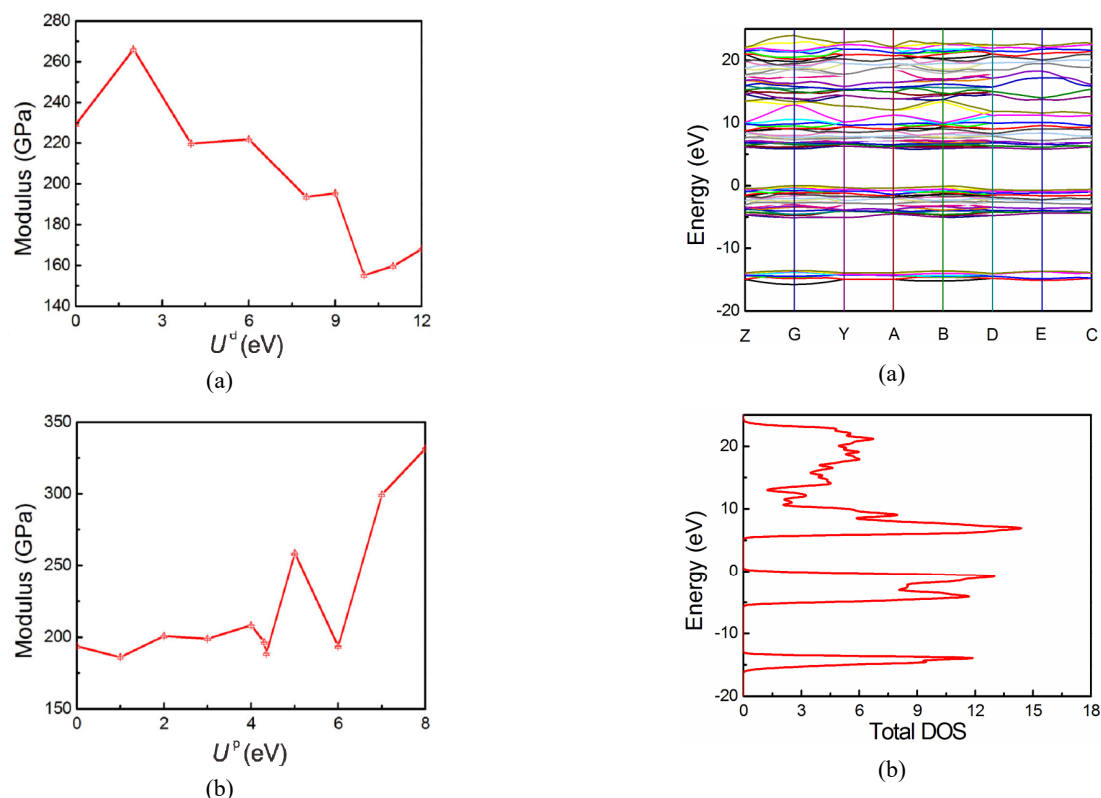 280
260
240
220
200
180
160
140
Modulus (GPa)
0 3 6 9 12
U^d (eV)
(a)
350
300
250
200
150
Modulus (GPa)
0 2 4 6 8
U^p (eV)
(b)
20
10
0
-10
-20
Energy (eV)
Z G Y A B D E C
(a)
20
10
0
-10
-20
Energy (eV)
0 3 6 9 12 15 18
Total DOS
(b)